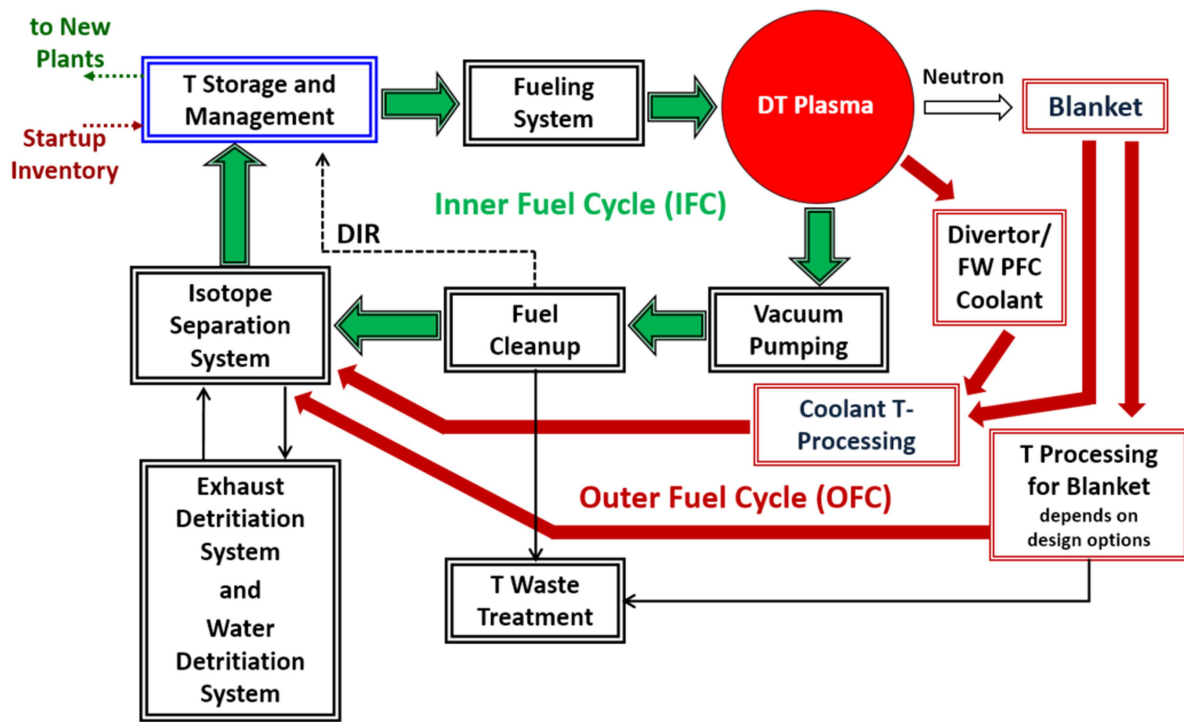 to New
Plants
T Storage and
Management
Fueling
System
DT Plasma
Neutron
Blanket
Startup
Inventory
Inner Fuel Cycle (IFC)
DIR
Divertor/
FW PFC
Coolant
Isotope
Separation
System
Fuel
Cleanup
Vacuum
Pumping
Coolant T-
Processing
T Processing
for Blanket
depends on
design options
Outer Fuel Cycle (OFC)
Exhaust
Detritiation
System
and
Water
Detritiation
System
T Waste
Treatment